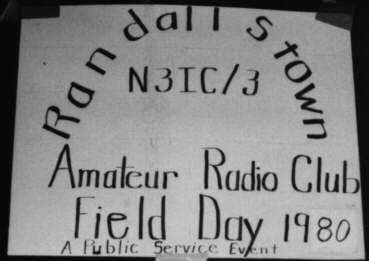 Randallstown
N3IC/3
Amateur Radio Club
Field Day 1980
A Public Service Event